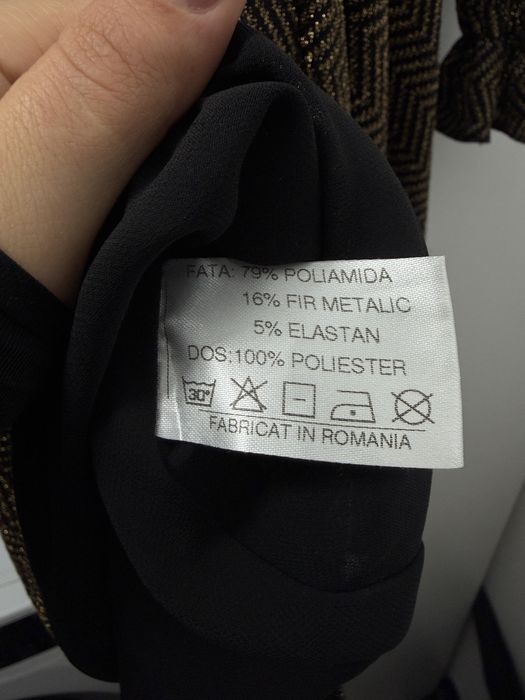 FATA: 79% POLIAMIDA
16% FIR METALIC
5% ELASTAN
DOS:100% POLIESTER
30°
FABRICAT IN ROMANIA